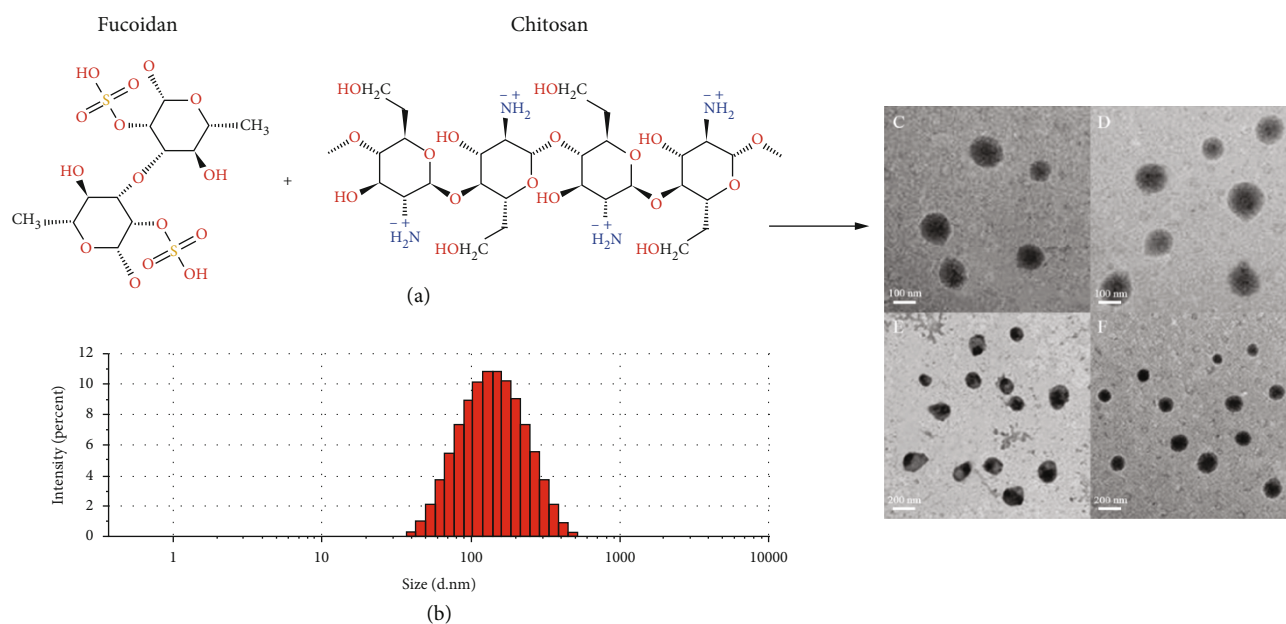 Fucoidan
Chitosan
HO
O
O
S
O
O
O
CH3
O
OH
HO
O
CH3
O
O
O
S
O
O
OH
+
HOH2C
− +
NH2
HOH2C
− +
NH2
O
O
HO
O
HO
O
H2N
− +
O
HOH2C
O
O
O
HO
O
HO
O
H2N
− +
O
HOH2C
O
O
(a)
C
100 nm
D
100 nm
E
200 nm
F
200 nm
12
10
8
6
4
2
0
Intensity (percent)
1
10
100
1000
10000
Size (d.nm)
(b)